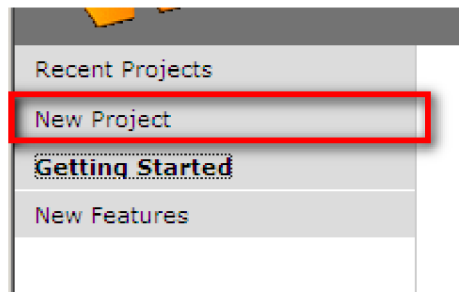 Recent Projects
New Project
Getting Started
New Features